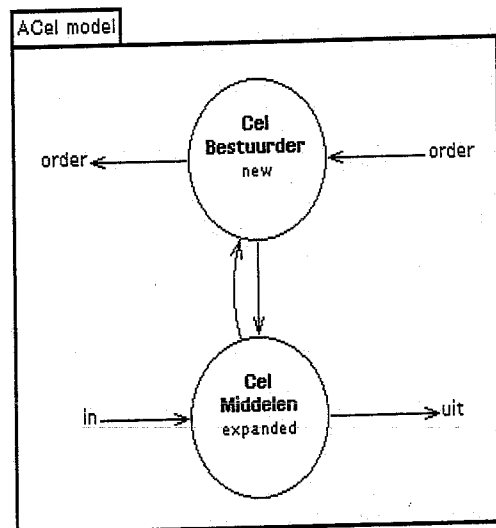 ACel model
Cel
Bestuurder
new
order
order
Cel
Middelen
expanded
in
uit